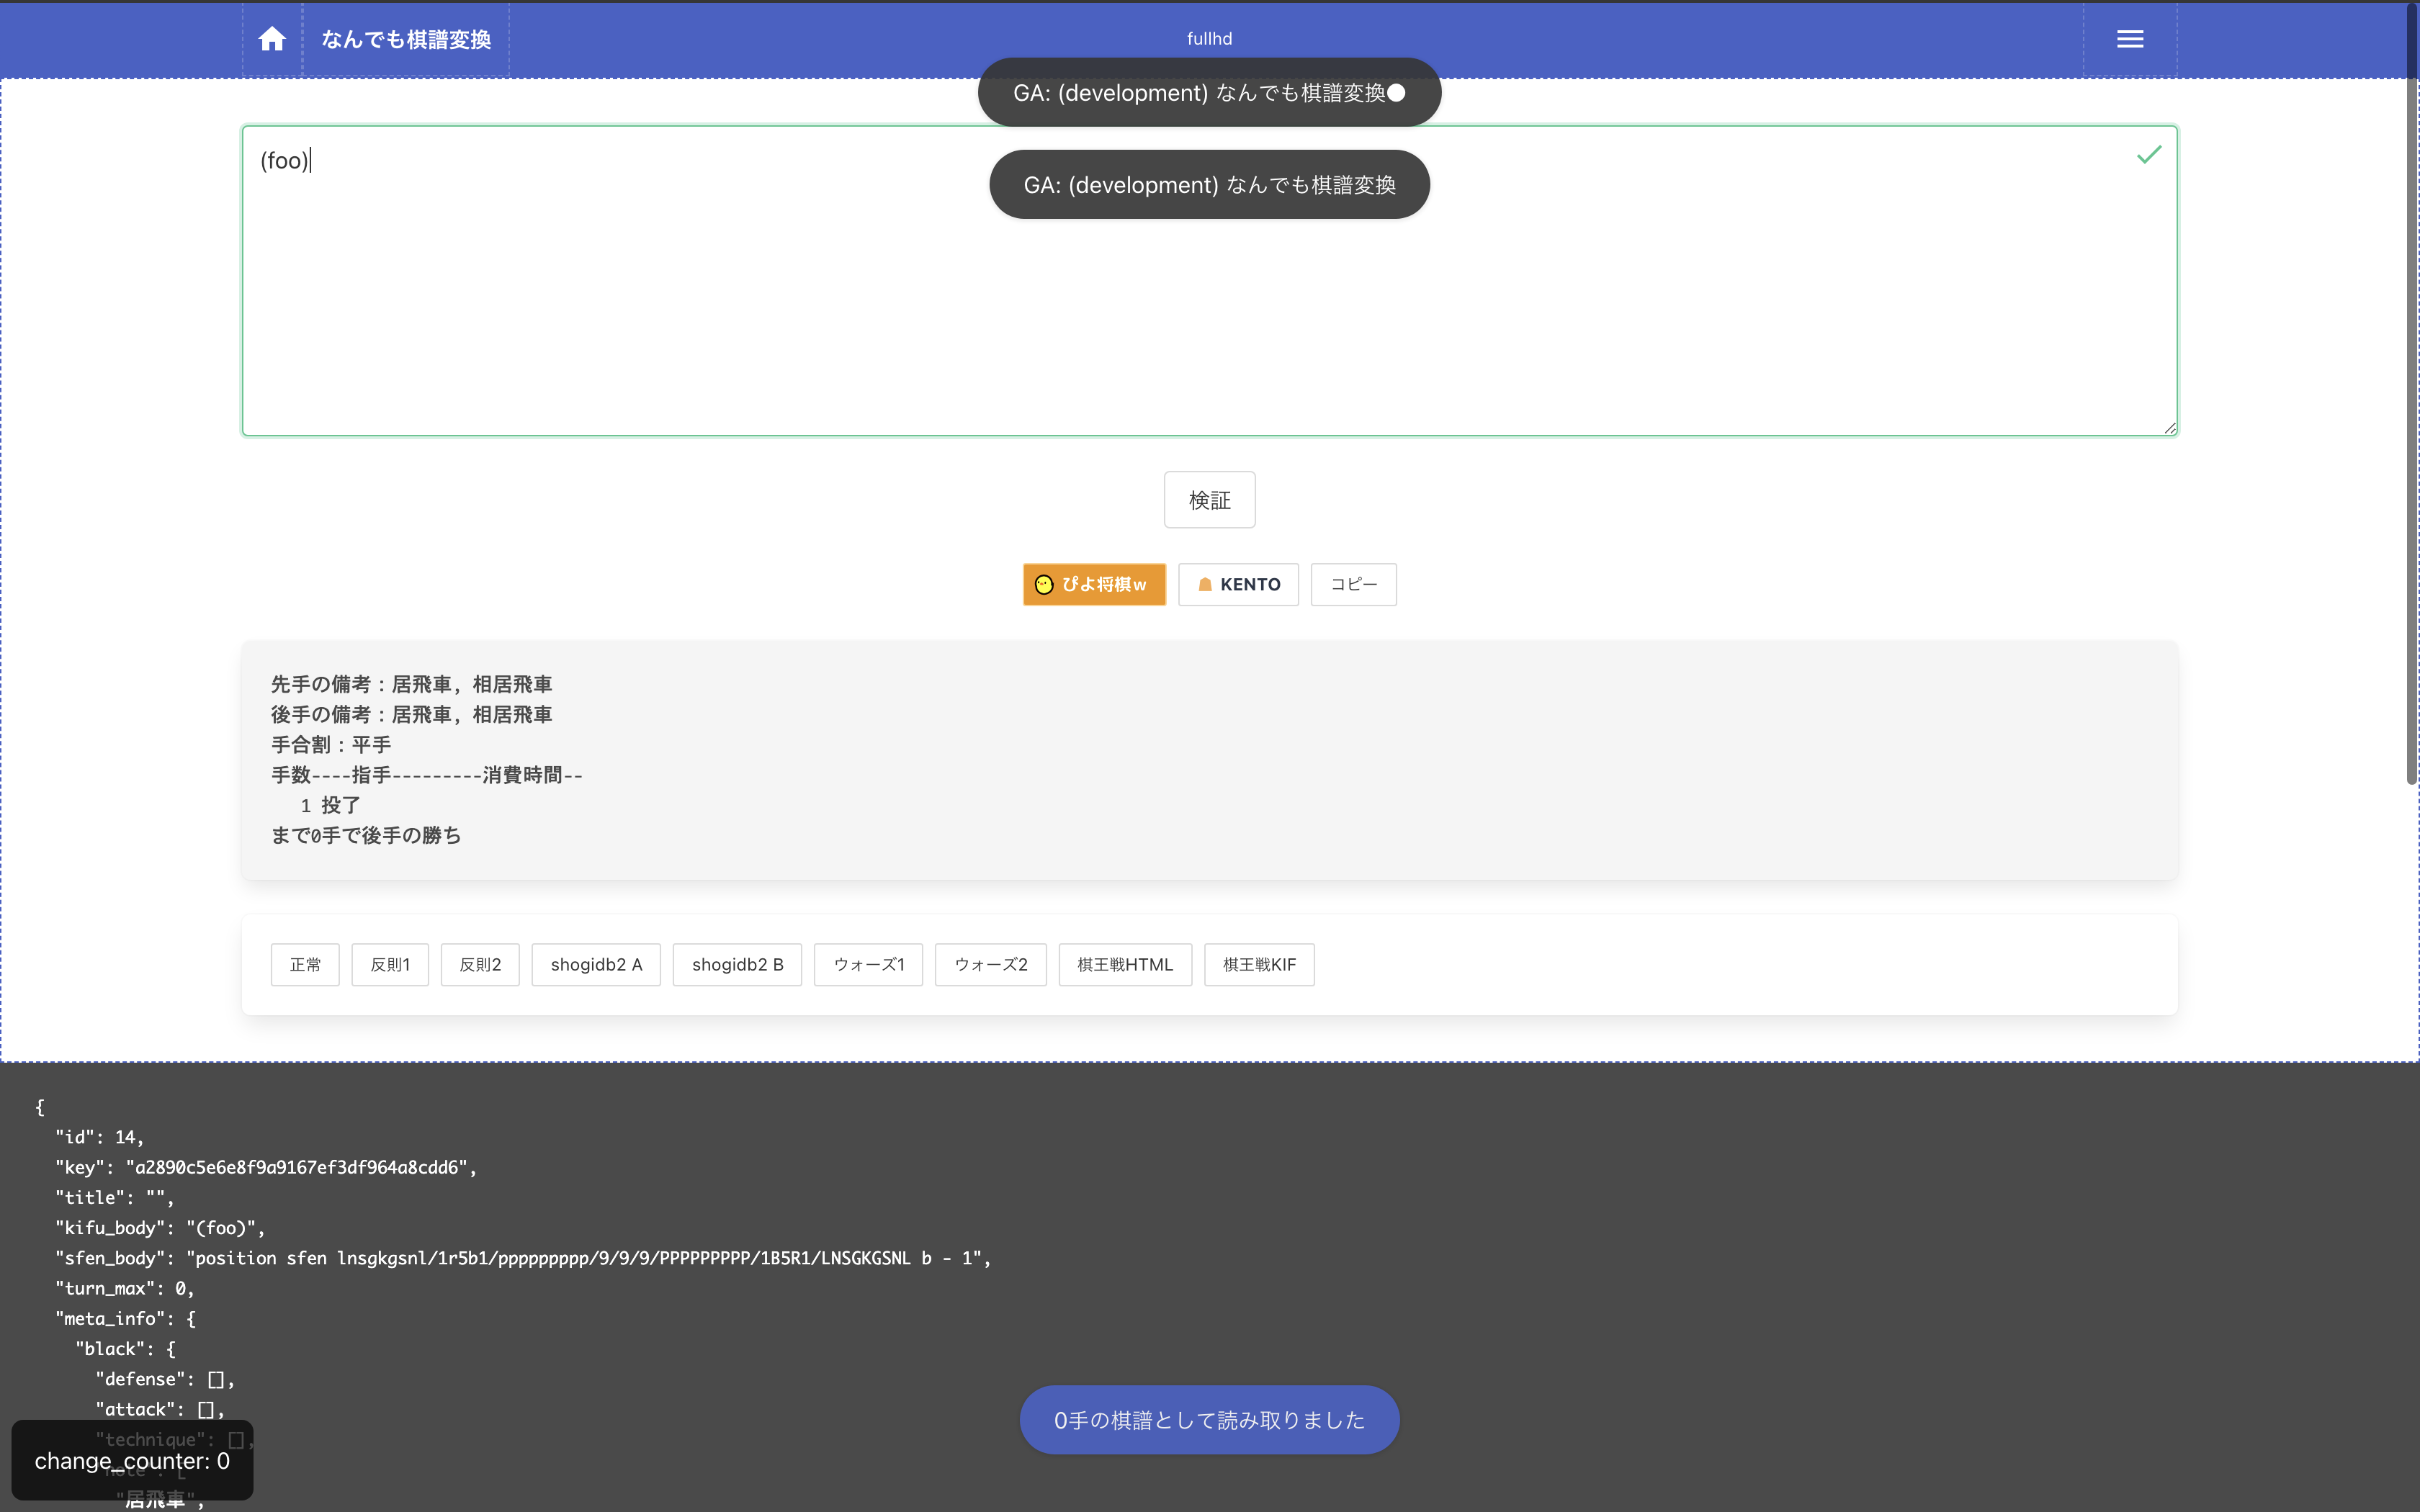 なんでも棋譜変換
fullhd
GA: (development) なんでも棋譜変換
(foo)
GA: (development) なんでも棋譜変換
検証
ぴよ将棋w
KENTO
コピー
先手の備考：居飛車, 相居飛車
後手の備考：居飛車, 相居飛車
手合割：平手
手数----指手---------消費時間--
1 投了
まで0手で後手の勝ち
正常
反則1
反則2
shogidb2 A
shogidb2 B
ウォーズ1
ウォーズ2
棋王戦HTML
棋王戦KIF
{
"id": 14,
"key": "a2890c5e6e8f9a9167ef3df964a8cdd6",
"title": "",
"kifu_body": "(foo)",
"sfen_body": "position sfen lnsgkgsnl/1r5b1/ppppppppp/9/9/9/PPPPPPPPP/1B5R1/LNSGKGSNL b - 1",
"turn_max": 0,
"meta_info": {
"black": {
"defense": [],
"attack": [],
"technique": [],
"note": [
"居飛車",
change_counter: 0
0手の棋譜として読み取りました